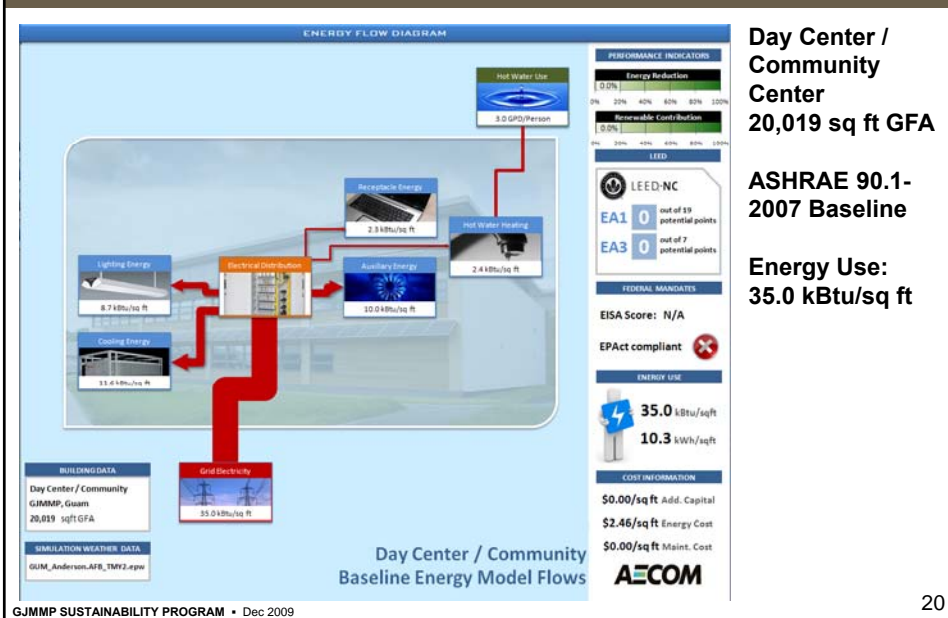 ENERGY FLOW DIAGRAM
Hot Water Use
3.0 GPD/Person
Receptacle Energy
2.3 kBtu/sq ft
Hot Water Heating
2.4 kBtu/sq ft
Lighting Energy
8.7 kBtu/sq ft
Electrical Distribution
Auxiliary Energy
10.0 kBtu/sq ft
Cooling Energy
11.6 kBtu/sq ft
Grid Electricity
35.0 kBtu/sq ft
BUILDING DATA
Day Center / Community
GJMMP, Guam
20,019 sqft GFA
SIMULATION WEATHER DATA
GUM_Anderson.AFB_TMY2.epw
Day Center / Community
Baseline Energy Model Flows
PERFORMANCE INDICATORS
Energy Reduction
0.0%
0% 20% 40% 60% 80% 100%
Renewable Contribution
0.0%
0% 20% 40% 60% 80% 100%
LEED
LEED-NC
EA1 0 out of 19
potential points
EA3 0 out of 7
potential points
FEDERAL MANDATES
EISA Score: N/A
EPAct compliant
ENERGY USE
35.0 kBtu/sqft
10.3 kWh/sqft
COST INFORMATION
$0.00/sq ft Add. Capital
$2.46/sq ft Energy Cost
$0.00/sq ft Maint. Cost
AECOM
Day Center /
Community
Center
20,019 sq ft GFA
ASHRAE 90.1-
2007 Baseline
Energy Use:
35.0 kBtu/sq ft
GJMMP SUSTAINABILITY PROGRAM ▪ Dec 2009
20